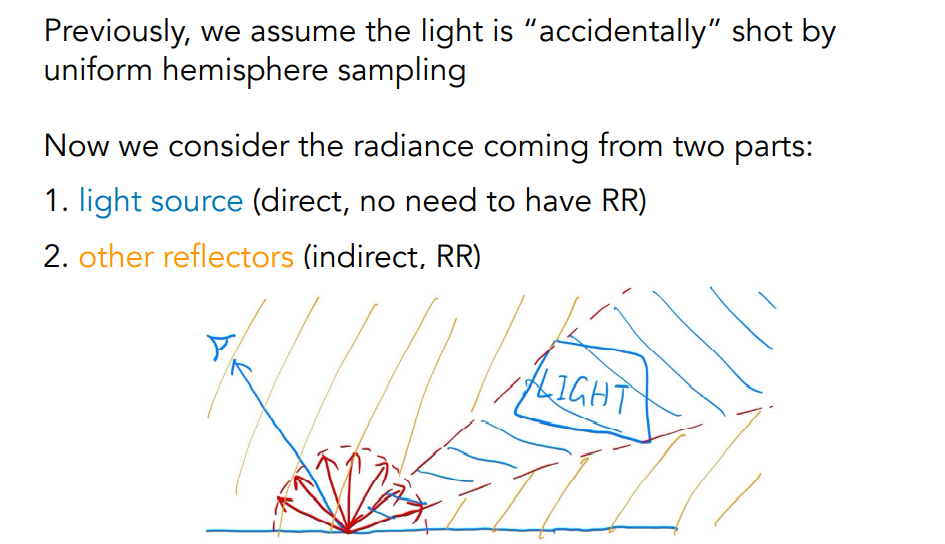 Previously, we assume the light is “accidentally” shot by
uniform hemisphere sampling
Now we consider the radiance coming from two parts:
1. light source (direct, no need to have RR)
2. other reflectors (indirect, RR)
LIGHT